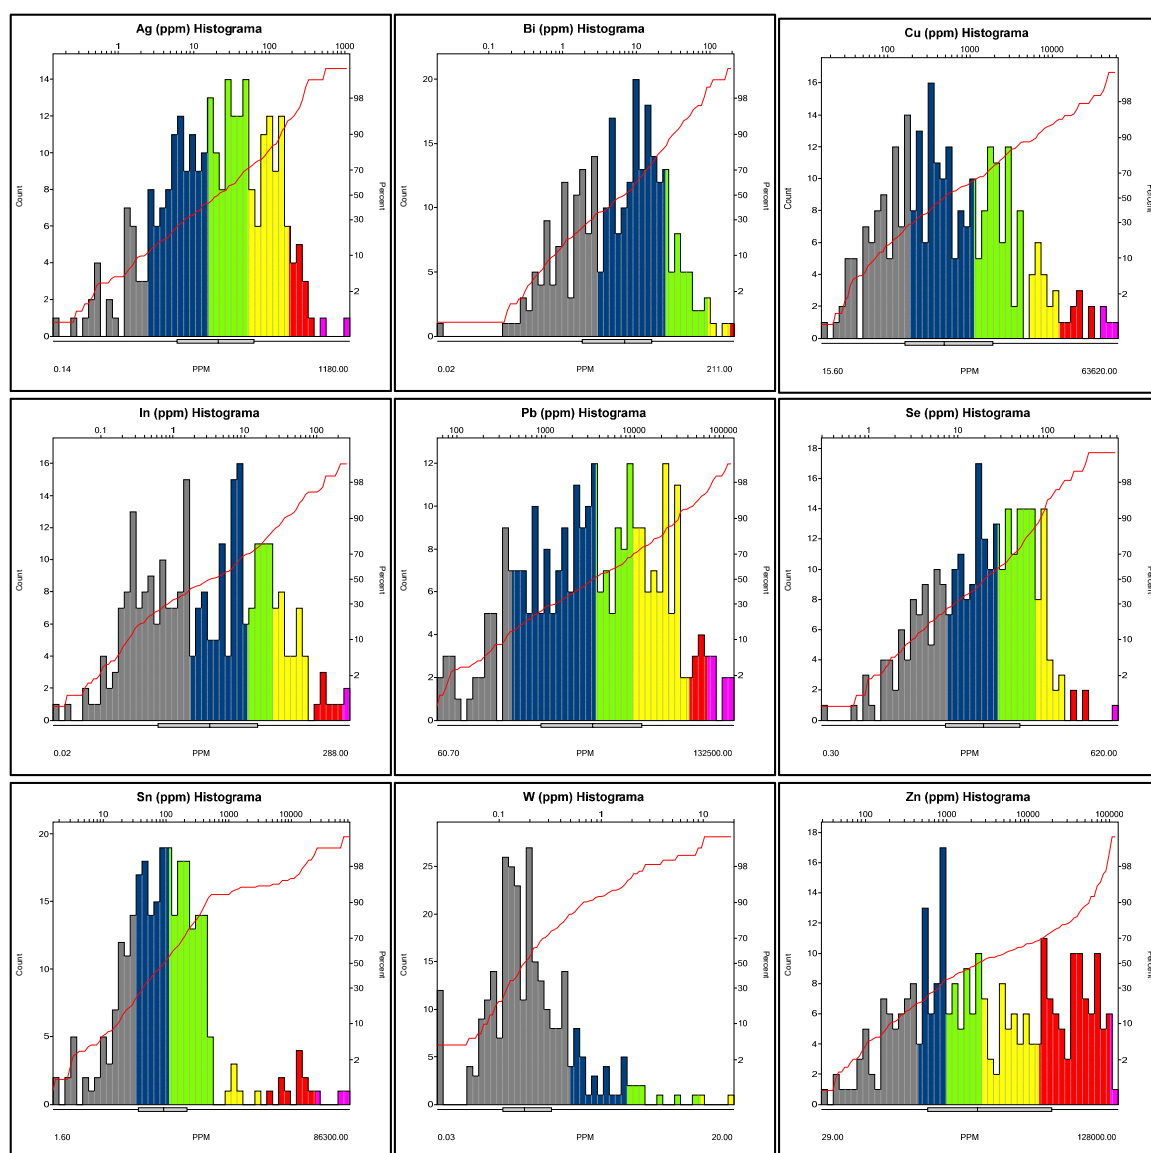 Ag (ppm) Histograma
1 10 100 1000
14
12
10
8
6
4
2
0
Count
98
90
70
50
30
10
2
Percent
0.14 PPM 1180.00
Bi (ppm) Histograma
0.1 1 10 100
20
15
10
5
0
Count
98
90
70
50
30
10
2
Percent
0.02 PPM 211.00
Cu (ppm) Histograma
100 1000 10000
16
14
12
10
8
6
4
2
0
Count
98
90
70
50
30
10
2
Percent
15.60 PPM 63620.00
In (ppm) Histograma
0.1 1 10 100
16
14
12
10
8
6
4
2
0
Count
98
90
70
50
30
10
2
Percent
0.02 PPM 288.00
Pb (ppm) Histograma
100 1000 10000 100000
12
10
8
6
4
2
0
Count
98
90
70
50
30
10
2
Percent
60.70 PPM 132500.00
Se (ppm) Histograma
1 10 100
18
16
14
12
10
8
6
4
2
0
Count
98
90
70
50
30
10
2
Percent
0.30 PPM 620.00
Sn (ppm) Histograma
10 100 1000 10000
20
15
10
5
0
Count
98
90
70
50
30
10
2
Percent
1.60 PPM 86300.00
W (ppm) Histograma
0.1 1 10
25
20
15
10
5
0
Count
98
90
70
50
30
10
2
Percent
0.03 PPM 20.00
Zn (ppm) Histograma
100 1000 10000 100000
18
16
14
12
10
8
6
4
2
0
Count
98
90
70
50
30
10
2
Percent
29.00 PPM 128000.00